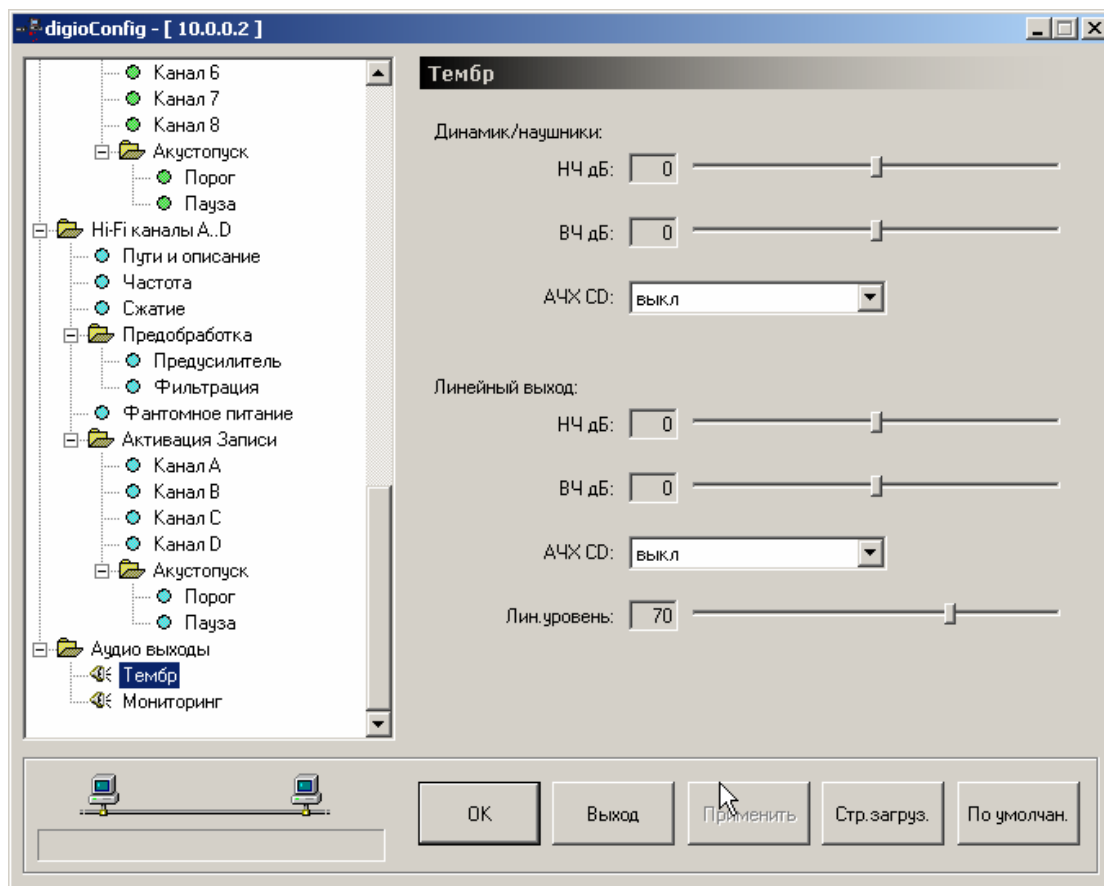 digioConfig - [ 10.0.0.2 ]
Канал 6
Канал 7
Канал 8
Акустопуск
Порог
Пауза
Hi-Fi каналы A..D
Пути и описание
Частота
Сжатие
Предобработка
Предусилитель
Фильтрация
Фантомное питание
Активация Записи
Канал A
Канал B
Канал C
Канал D
Акустопуск
Порог
Пауза
Аудио выходы
Тембр
Мониторинг
Тембр
Динамик/наушники:
НЧ дБ: 0
ВЧ дБ: 0
АЧХ CD: выкл
Линейный выход:
НЧ дБ: 0
ВЧ дБ: 0
АЧХ CD: выкл
Лин.уровень: 70
OK Выход Применить Стр.загруз. По умолчан.